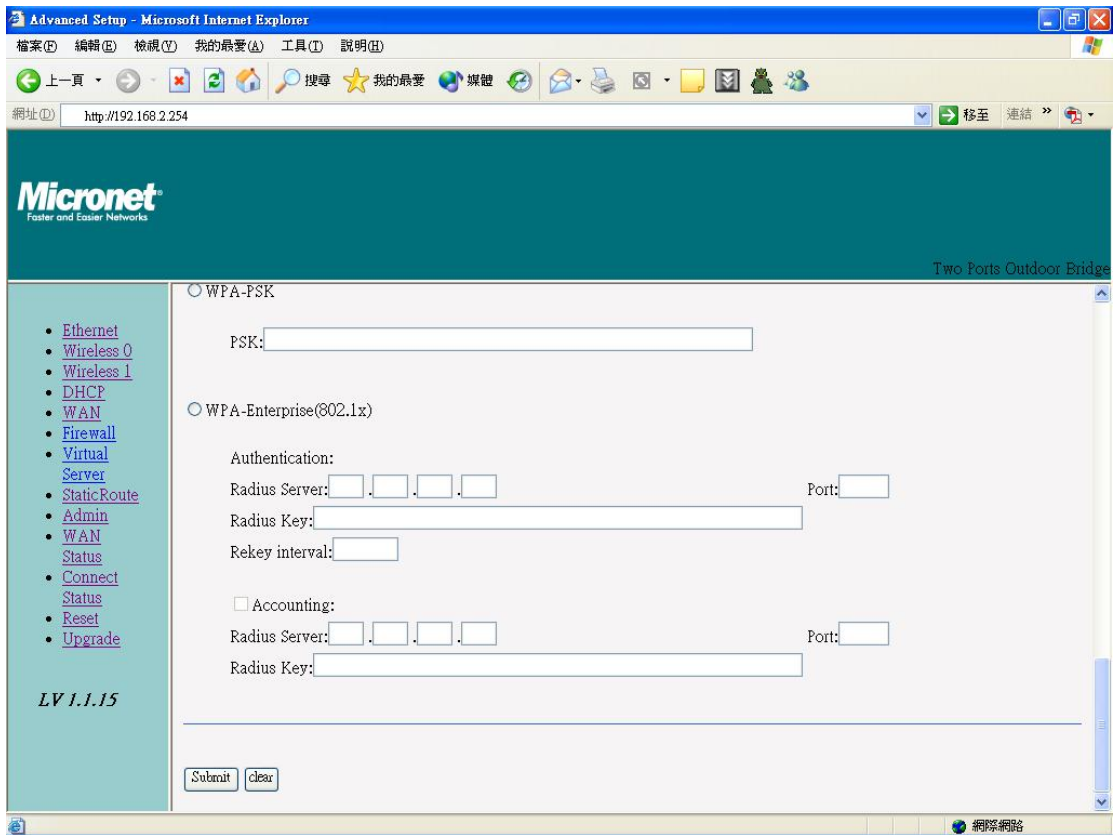 Advanced Setup - Microsoft Internet Explorer
檔案(F) 編輯(E) 檢視(V) 我的最愛(A) 工具(T) 說明(H)
上一頁 搜尋 我的最愛 媒體
網址(D) http://192.168.2.254 移至 連結 »
Micronet
Faster and Easier Networks
Two Ports Outdoor Bridge
Ethernet
Wireless 0
Wireless 1
DHCP
WAN
Firewall
Virtual
Server
StaticRoute
Admin
WAN
Status
Connect
Status
Reset
Upgrade
LV 1.1.15
WPA-PSK
PSK:
WPA-Enterprise(802.1x)
Authentication:
Radius Server: . . . Port:
Radius Key:
Rekey interval:
Accounting:
Radius Server: . . . Port:
Radius Key:
Submit clear
網際網路